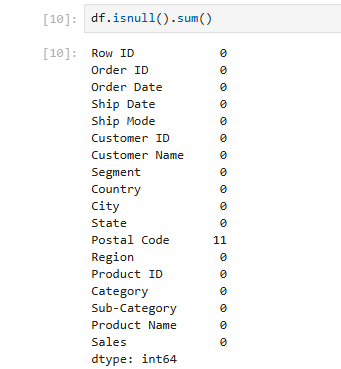 [10]: df.isnull().sum()
[10]: Row ID 0
Order ID 0
Order Date 0
Ship Date 0
Ship Mode 0
Customer ID 0
Customer Name 0
Segment 0
Country 0
City 0
State 0
Postal Code 11
Region 0
Product ID 0
Category 0
Sub-Category 0
Product Name 0
Sales 0
dtype: int64